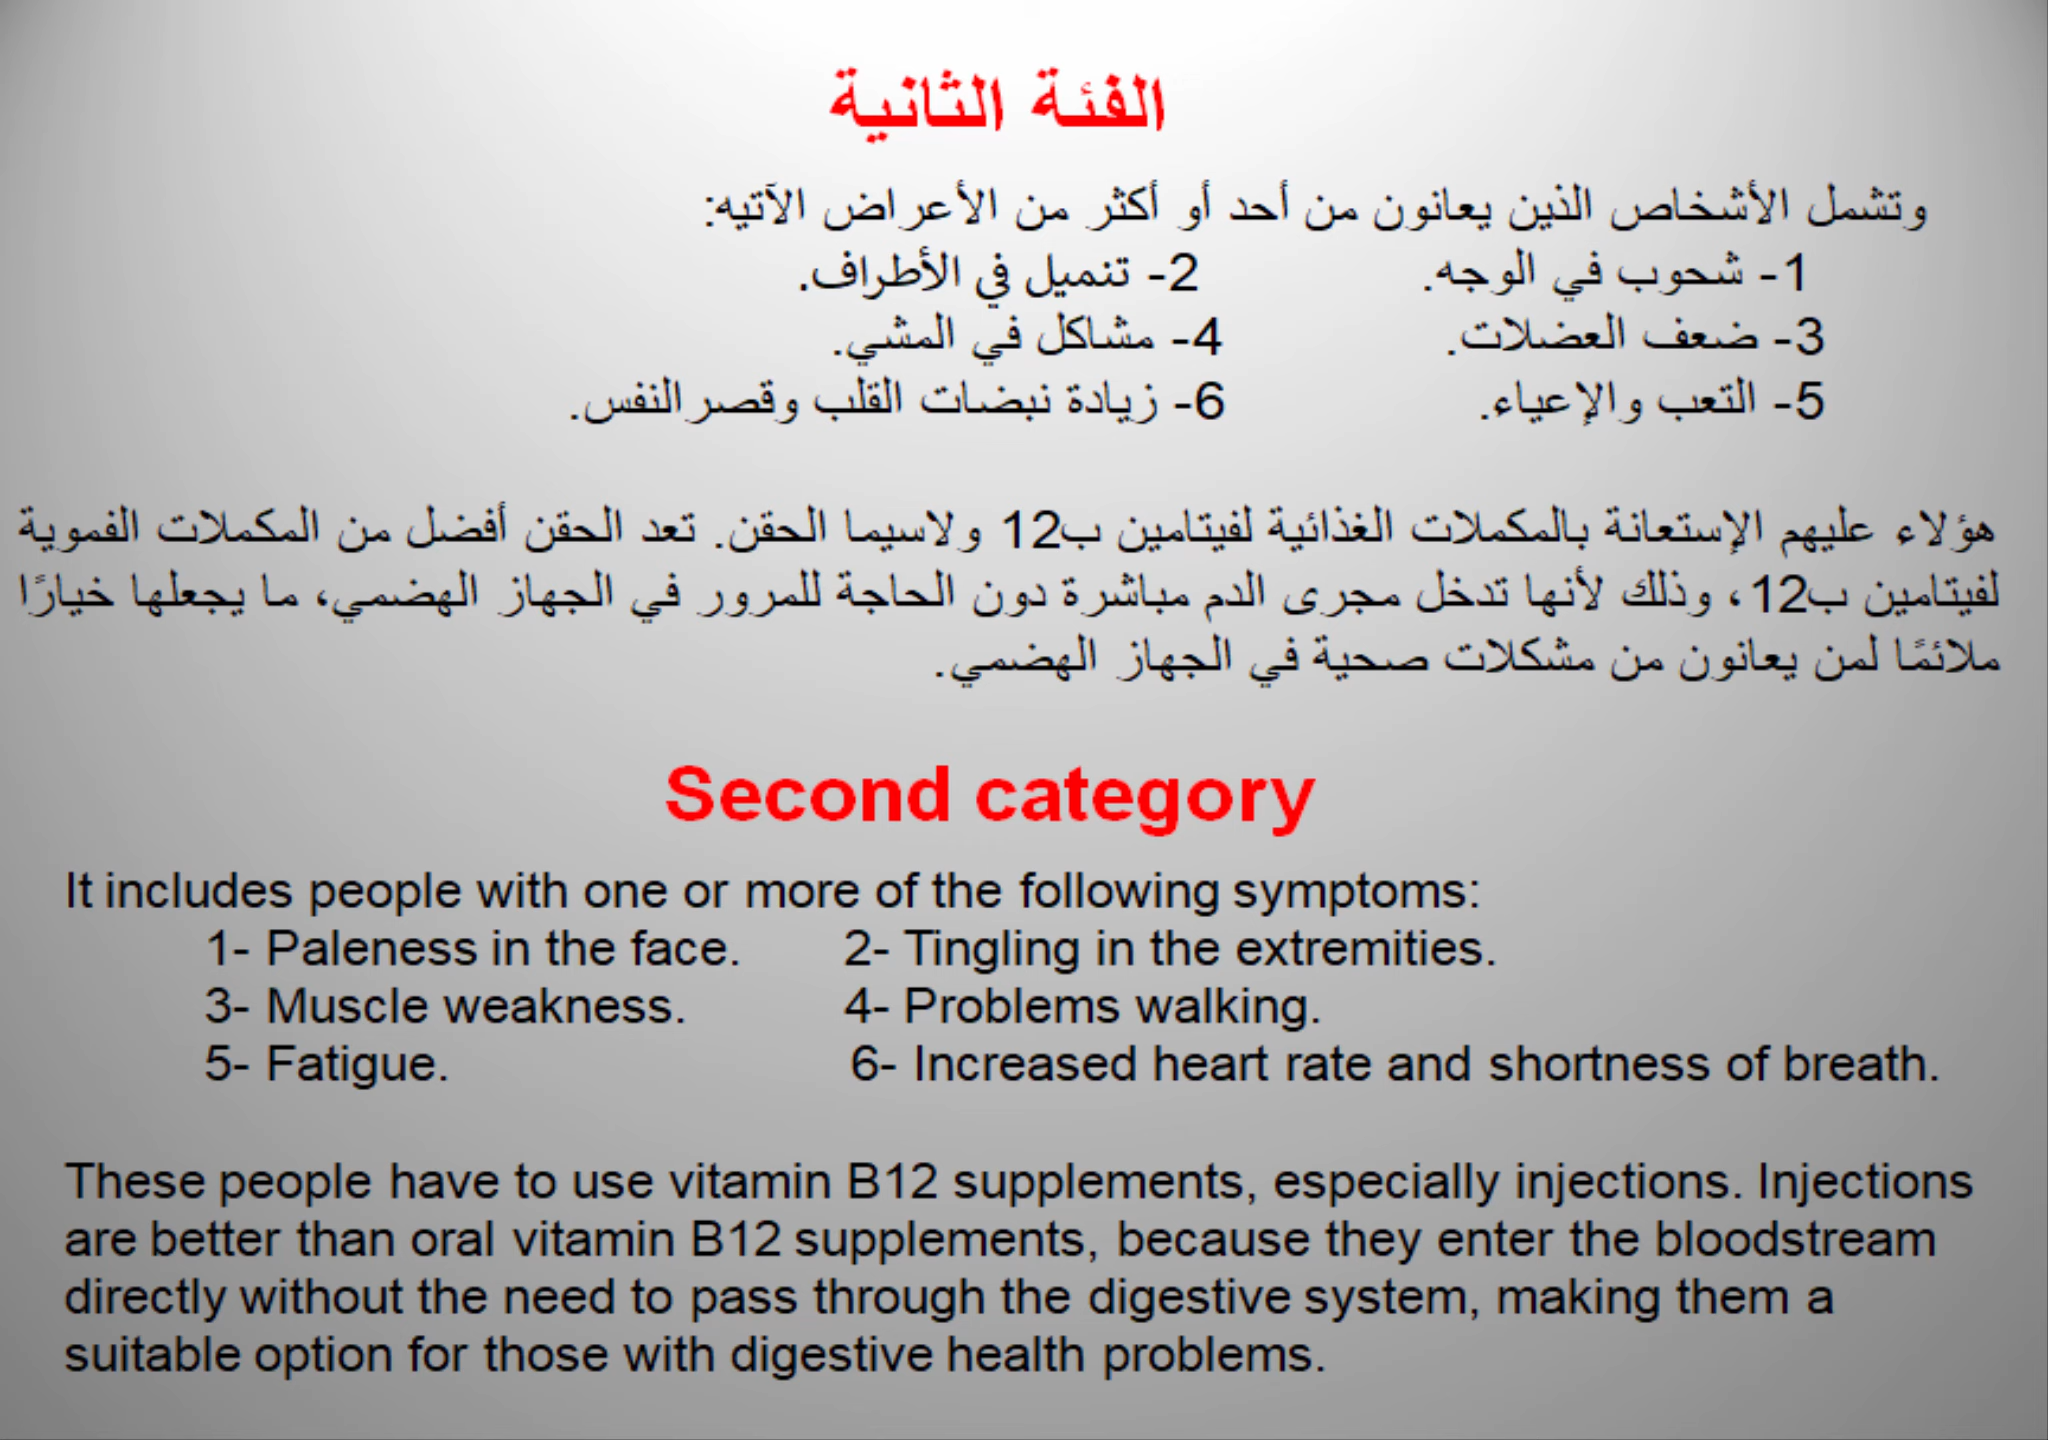 الفئة الثانية
وتشمل الأشخاص الذين يعانون من أحد أو أكثر من الأعراض الآتيه:
1- شحوب في الوجه. 2- تنميل في الأطراف.
3- ضعف العضلات. 4- مشاكل في المشي.
5- التعب والإعياء. 6- زيادة نبضات القلب وقصر النفس.
هؤلاء عليهم الإستعانة بالمكملات الغذائية لفيتامين ب12 ولاسيما الحقن. تعد الحقن أفضل من المكملات الفموية
لفيتامين ب12، وذلك لأنها تدخل مجرى الدم مباشرة دون الحاجة للمرور في الجهاز الهضمي، ما يجعلها خيارًا
ملائمًا لمن يعانون من مشكلات صحية في الجهاز الهضمي.
Second category
It includes people with one or more of the following symptoms:
1- Paleness in the face. 2- Tingling in the extremities.
3- Muscle weakness. 4- Problems walking.
5- Fatigue. 6- Increased heart rate and shortness of breath.
These people have to use vitamin B12 supplements, especially injections. Injections
are better than oral vitamin B12 supplements, because they enter the bloodstream
directly without the need to pass through the digestive system, making them a
suitable option for those with digestive health problems.